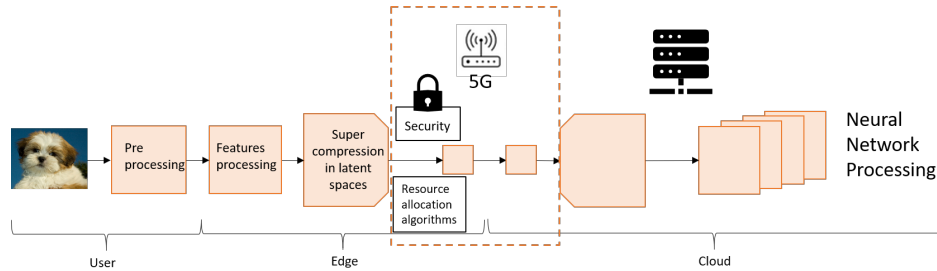 5G
Security
Pre
processing
Features
processing
Super
compression
in latent
spaces
Resource
allocation
algorithms
Neural
Network
Processing
User
Edge
Cloud